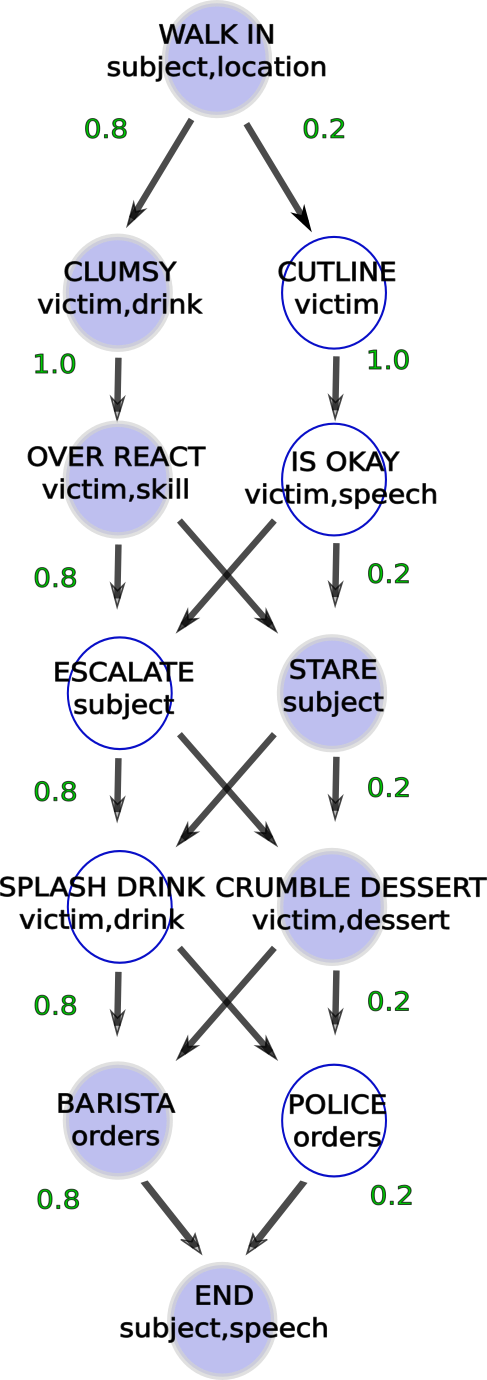 WALK IN
subject,location
0.8
0.2
CLUMSY
victim,drink
CUTLINE
victim
1.0
1.0
OVER REACT
victim,skill
IS OKAY
victim,speech
0.8
0.2
ESCALATE
subject
STARE
subject
0.8
0.2
SPLASH DRINK
victim,drink
CRUMBLE DESSERT
victim,dessert
0.8
0.2
BARISTA
orders
POLICE
orders
0.8
0.2
END
subject,speech